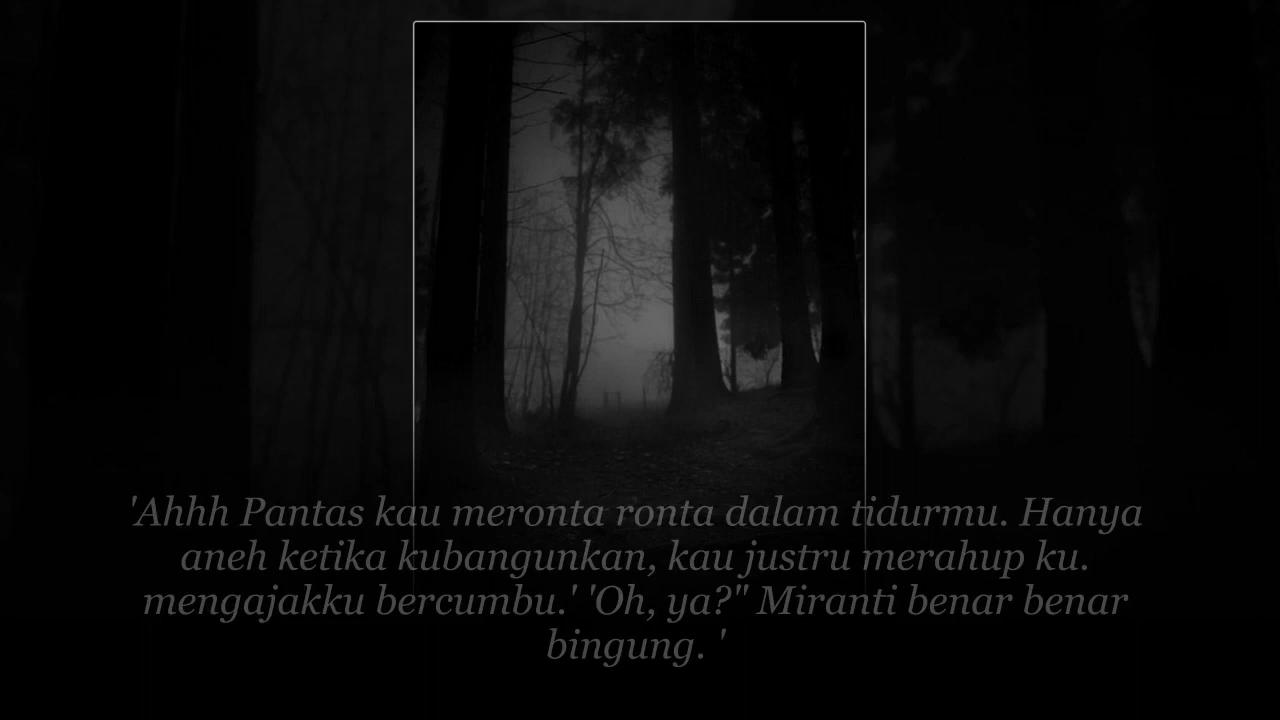 'Ahhh Pantas kau meronta ronta dalam tidurmu. Hanya
aneh ketika kubangunkan, kau justru merahup ku.
mengajakku bercumbu.' 'Oh, ya?" Miranti benar benar
bingung. '